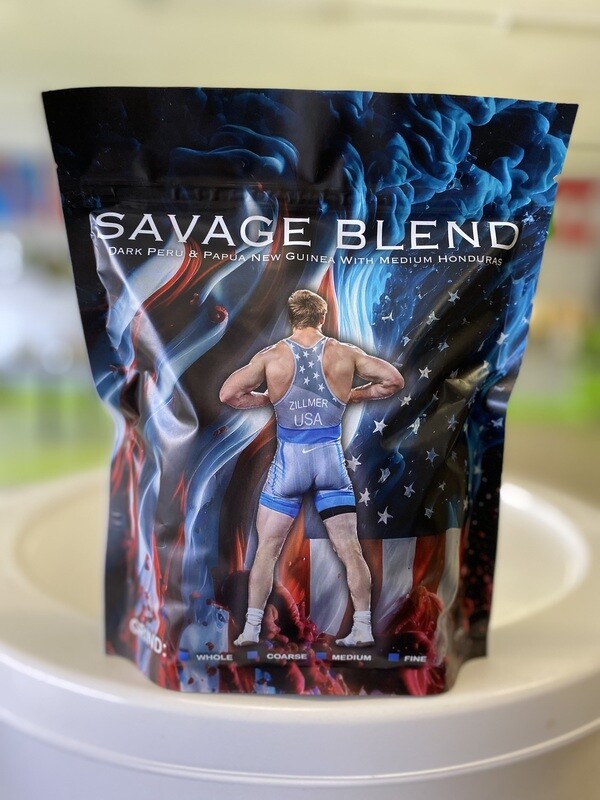 SAVAGE BLEND
DARK PERU & PAPUA NEW GUINEA WITH MEDIUM HONDURAS
ZILLMER
USA
GRIND: WHOLE COARSE MEDIUM FINE